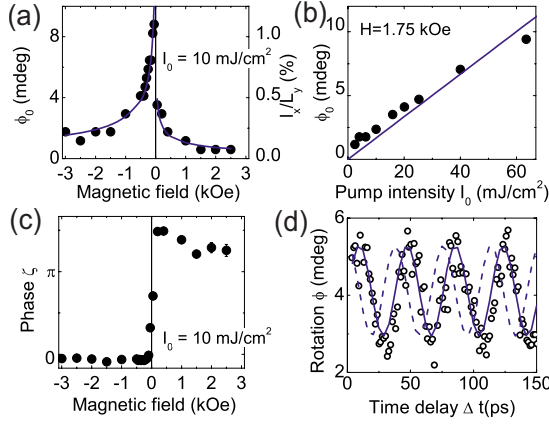 (a)
ϕ₀ (mdeg)
8
4
0
I₀ = 10 mJ/cm²
1.0
0.5
0.0
Iₓ/Lᵧ (%)
-3 -2 -1 0 1 2 3
Magnetic field (kOe)
(b)
ϕ₀ (mdeg)
10
5
0
H=1.75 kOe
0 20 40 60
Pump intensity I₀ (mJ/cm²)
(c)
Phase ζ
π
0
I₀ = 10 mJ/cm²
-3 -2 -1 0 1 2 3
Magnetic field (kOe)
(d)
Rotation ϕ (mdeg)
6
4
2
0 50 100 150
Time delay Δ t(ps)